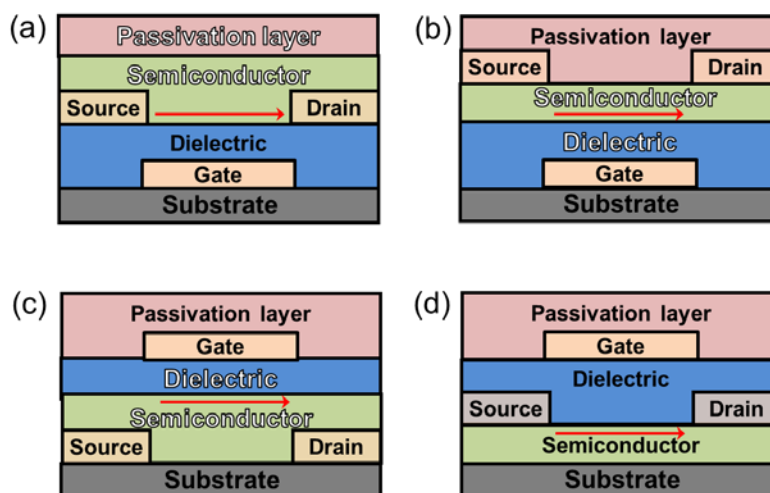 (a)
Passivation layer
Semiconductor
Source
Drain
Dielectric
Gate
Substrate
(b)
Passivation layer
Source
Drain
Semiconductor
Dielectric
Gate
Substrate
(c)
Passivation layer
Gate
Dielectric
Semiconductor
Source
Drain
Substrate
(d)
Passivation layer
Gate
Dielectric
Source
Drain
Semiconductor
Substrate